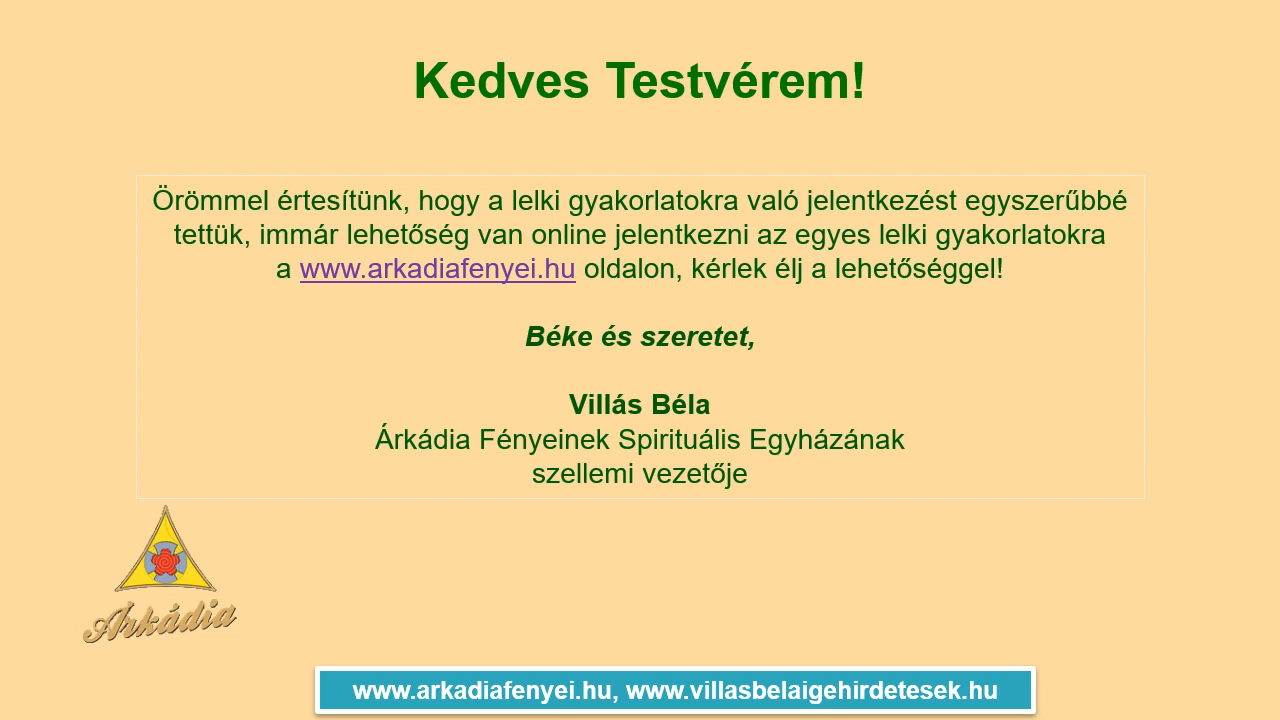 Kedves Testvérem!
Örömmel értesítünk, hogy a lelki gyakorlatokra való jelentkezést egyszerűbbé
tettük, immár lehetőség van online jelentkezni az egyes lelki gyakorlatokra
a www.arkadiafenyei.hu oldalon, kérlek élj a lehetőséggel!
Béke és szeretet,
Villás Béla
Árkádia Fényeinek Spirituális Egyházának
szellemi vezetője
Árkádia
www.arkadiafenyei.hu, www.villasbelaigehirdetesek.hu